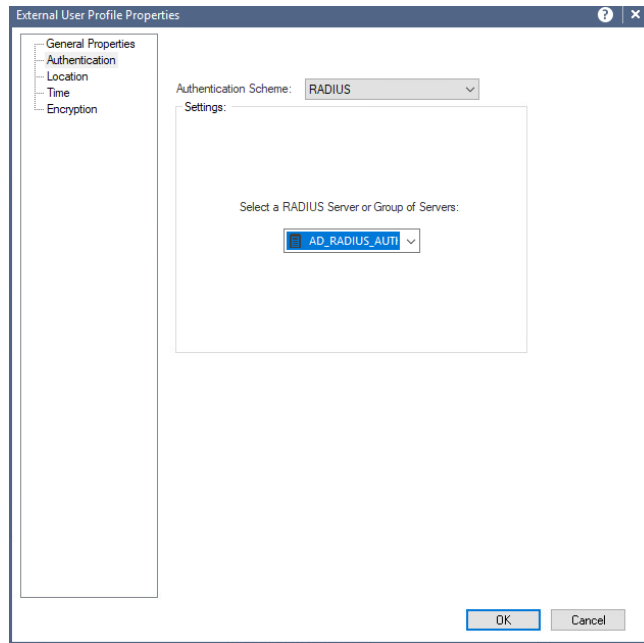 External User Profile Properties
?
×
General Properties
Authentication
Location
Time
Encryption
Authentication Scheme: RADIUS
Settings:
Select a RADIUS Server or Group of Servers:
AD_RADIUS_AUTH
OK
Cancel